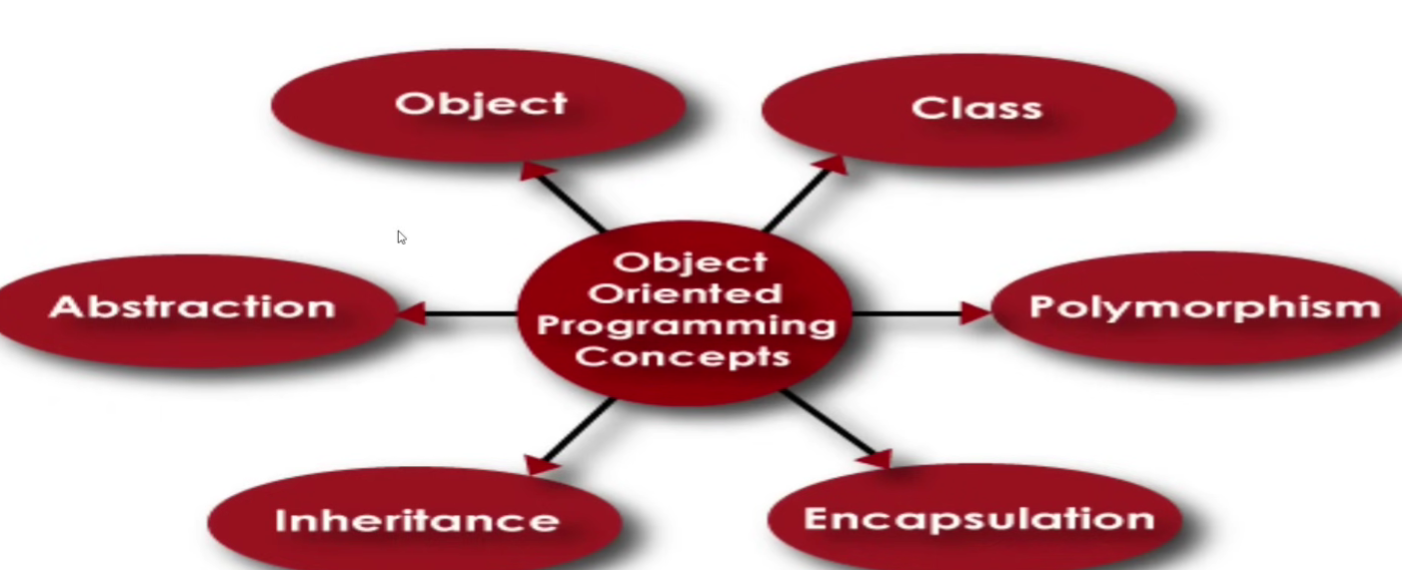 Object
Class
Object
Oriented
Programming
Concepts
Abstraction
Polymorphism
Inheritance
Encapsulation